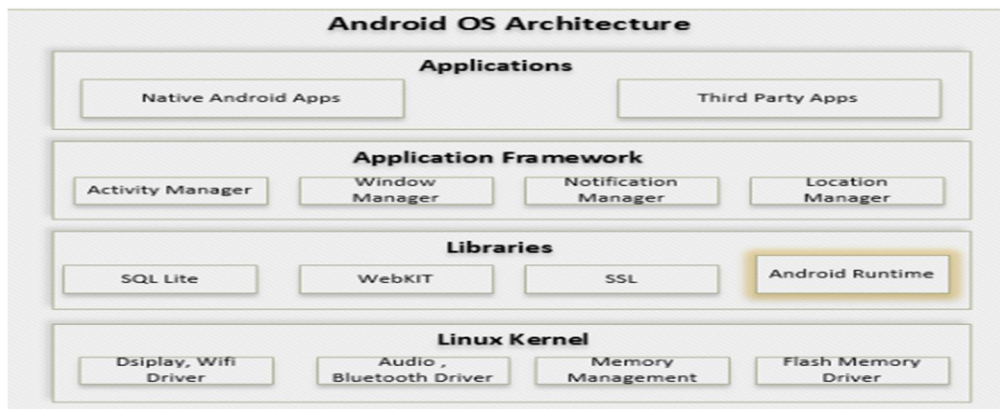 Android OS Architecture
Applications
Native Android Apps
Third Party Apps
Application Framework
Activity Manager
Window
Manager
Notification
Manager
Location
Manager
Libraries
SQL Lite
WebKIT
SSL
Android Runtime
Linux Kernel
Dsiplay, Wifi
Driver
Audio ,
Bluetooth Driver
Memory
Management
Flash Memory
Driver